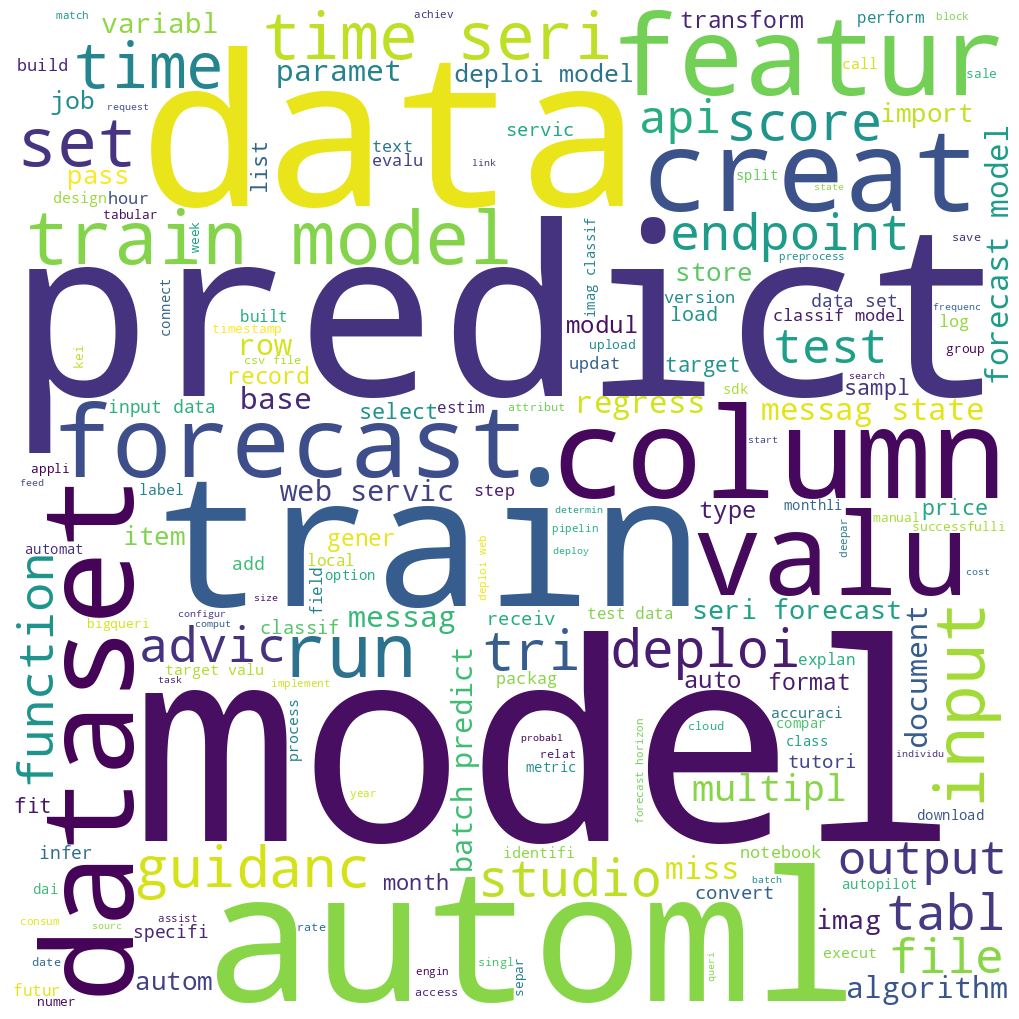 match
variabl
time seri
achiev
transform
perform
block
build
time
paramet
deploi model
featur
call
sale
job
request
data
servic
api
score
import
set
list
text
evalu
link
creat
split
state
pass
design
hour
tabular
train model
week
imag classif
endpoint
preprocess
save
forecast model
predict
connect
built
timestamp
row
csv file
record
kei
store
version
load
modul
upload
updat
target
data set
classif model
test
frequenc
log
group
search
sampl
input data
base
select
estim
attribut
regress
sdk
messag state
forecast
column
start
appli
feed
label
web servic
step
determin
pipelin
deploy
type
monthli
deepar
price
manual
successfulli
dataset
automat
item
gener
local
option
add
field
train
deploi web
valu
cost
function
bigqueri
configur
comput
size
classif
messag
receiv
test data
seri forecast
input
advic
target valu
task
implement
run
tri
packag
deploi
auto
explan
format
document
process
batch predict
model
probabl
relat
metric
year
cloud
accuraci
compar
class
tutori
individu
forecast horizon
multipl
fit
download
infer
dai
guidanc
month
identifi
studio
miss
notebook
batch
convert
output
autopilot
consum
sourc
assist
specifi
rate
automl
singl
separ
engin
access
queri
imag
tabl
execut
file
date
futur
numer
autom
algorithm